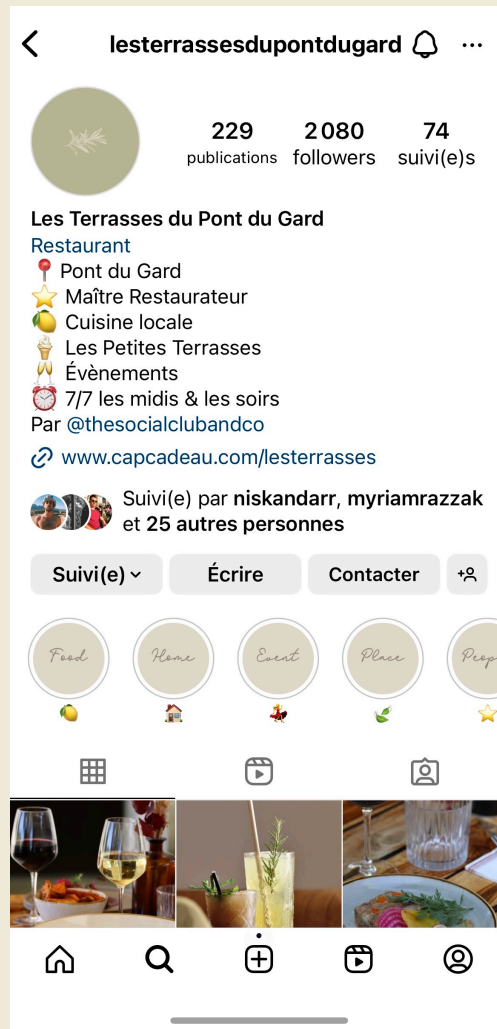 lesterrassesdupontdugard
229
2 080
74
publications
followers
suivi(e)s
Les Terrasses du Pont du Gard
Restaurant
Pont du Gard
Maître Restaurateur
Cuisine locale
Les Petites Terrasses
Évènements
7/7 les midis & les soirs
Par @thesocialclubandco
www.capcadeau.com/lesterrasses
Suivi(e) par niskandarr, myriamrazzak
et 25 autres personnes
Suivi(e)
Écrire
Contacter
Food
Home
Event
Place
Peop